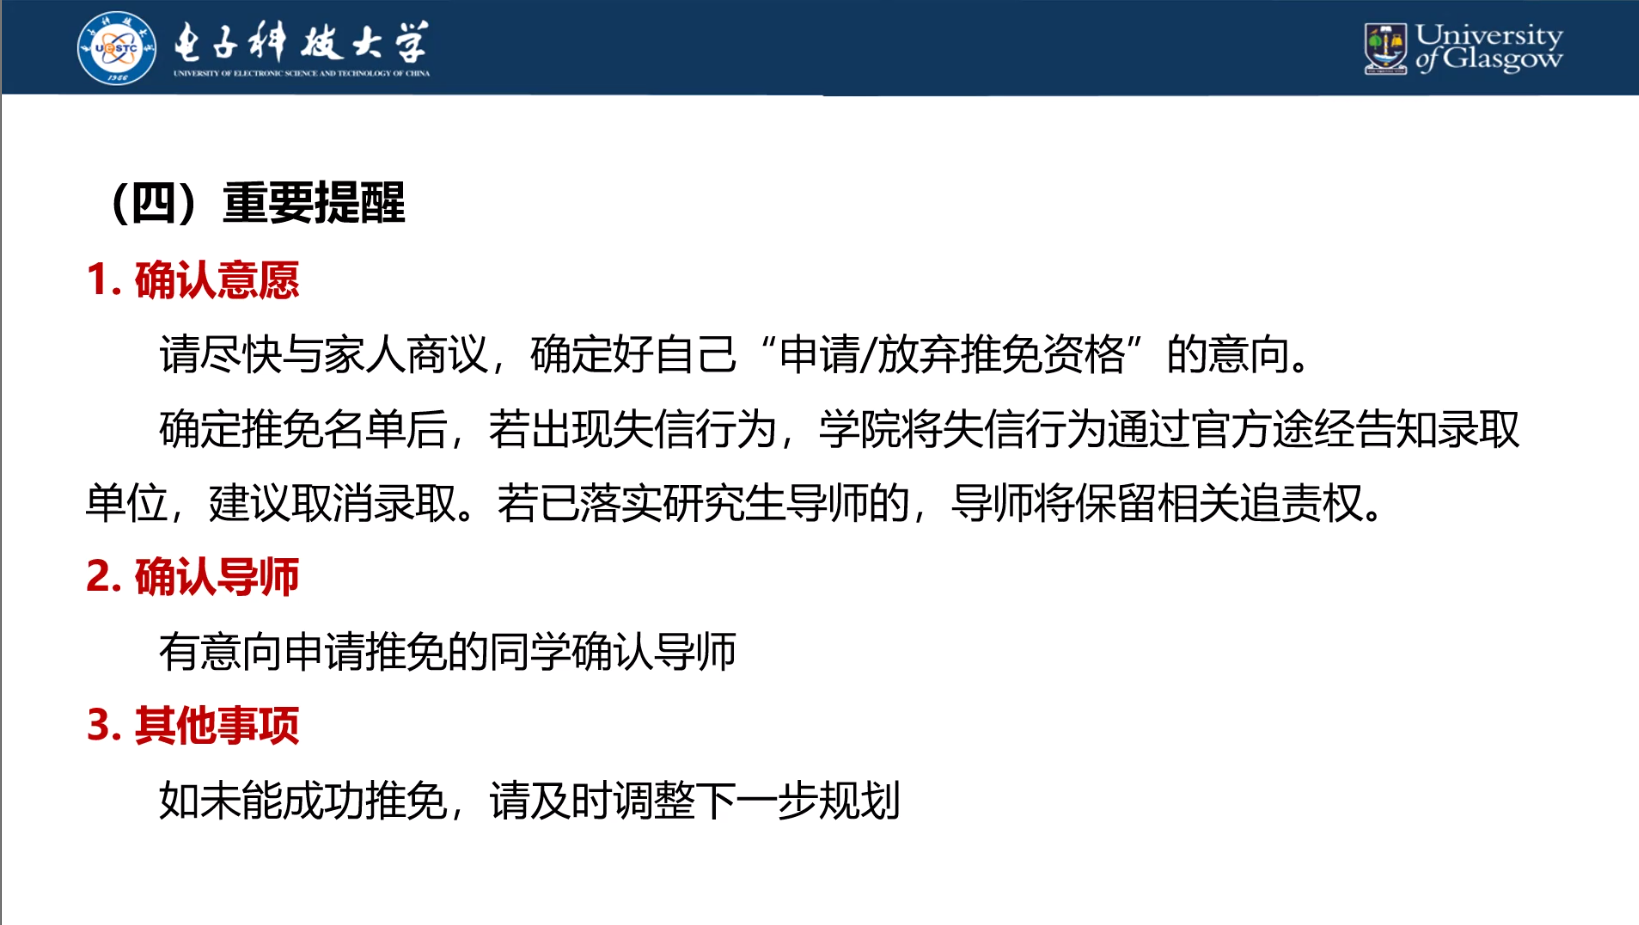 UESTC
1956
电子科技大学
UNIVERSITY OF ELECTRONIC SCIENCE AND TECHNOLOGY OF CHINA
University
of Glasgow
（四）重要提醒
1. 确认意愿
请尽快与家人商议，确定好自己“申请/放弃推免资格”的意向。
确定推免名单后，若出现失信行为，学院将失信行为通过官方途经告知录取
单位，建议取消录取。若已落实研究生导师的，导师将保留相关追责权。
2. 确认导师
有意向申请推免的同学确认导师
3. 其他事项
如未能成功推免，请及时调整下一步规划